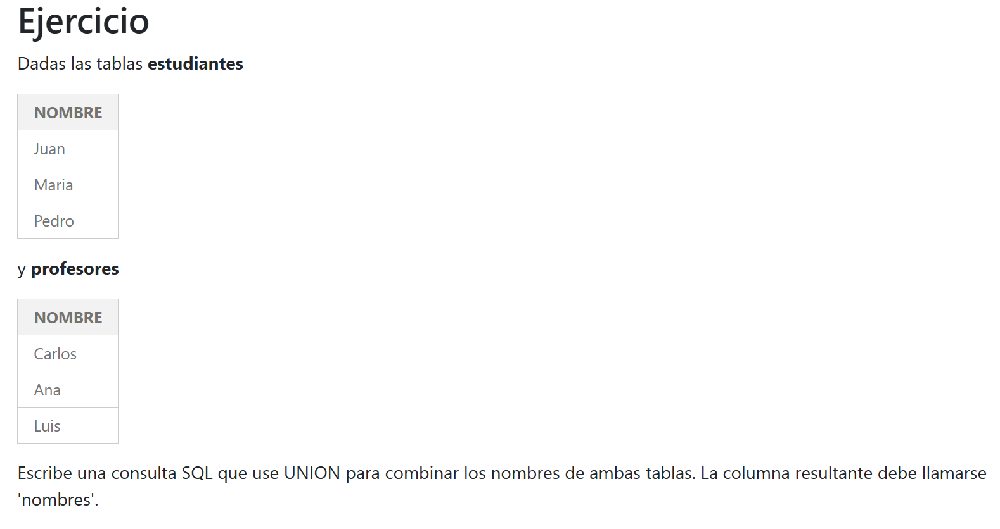 Ejercicio
Dadas las tablas estudiantes
NOMBRE
Juan
Maria
Pedro
y profesores
NOMBRE
Carlos
Ana
Luis
Escribe una consulta SQL que use UNION para combinar los nombres de ambas tablas. La columna resultante debe llamarse
'nombres'.